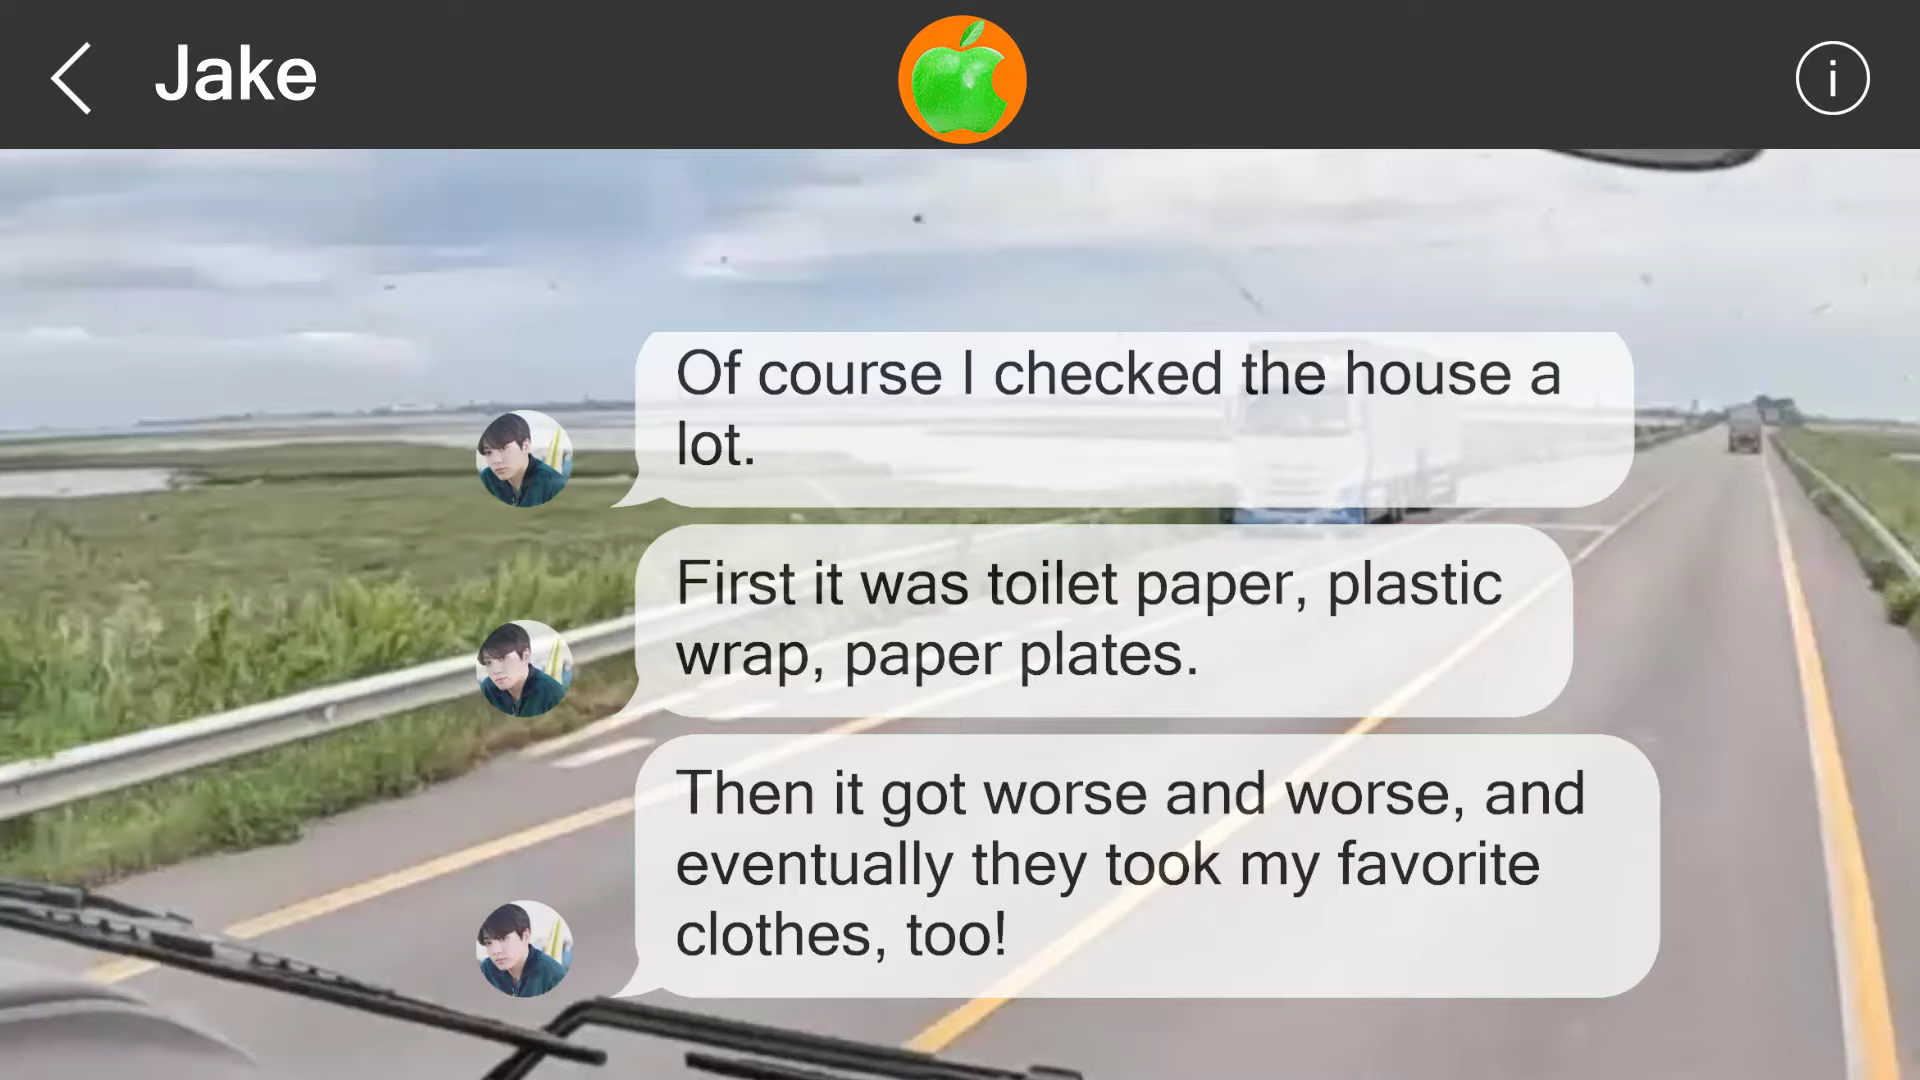 Jake
i
Of course I checked the house a
lot.
First it was toilet paper, plastic
wrap, paper plates.
Then it got worse and worse, and
eventually they took my favorite
clothes, too!